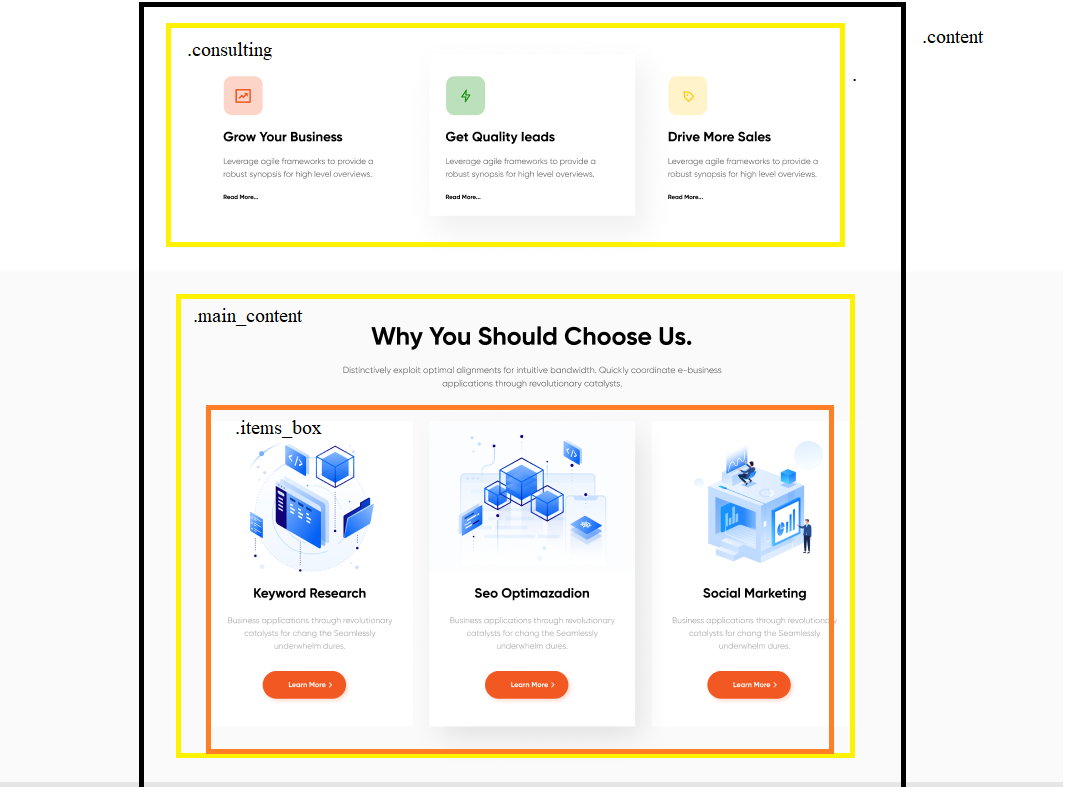 .content
.consulting
.
Grow Your Business
Leverage agile frameworks to provide a
robust synopsis for high level overviews.
Read More...
Get Quality leads
Leverage agile frameworks to provide a
robust synopsis for high level overviews.
Read More...
Drive More Sales
Leverage agile frameworks to provide a
robust synopsis for high level overviews.
Read More...
.main_content
Why You Should Choose Us.
Distinctively exploit optimal alignments for intuitive bandwidth. Quickly coordinate e-business
applications through revolutionary catalysts.
.items_box
</>
Keyword Research
Business applications through revolutionary
catalysts for chang the Seamlessly
underwhelm dures.
Learn More >
</>
Seo Optimazadion
Business applications through revolutionary
catalysts for chang the Seamlessly
underwhelm dures.
Learn More >
Social Marketing
Business applications through revolutionary
catalysts for chang the Seamlessly
underwhelm dures.
Learn More >